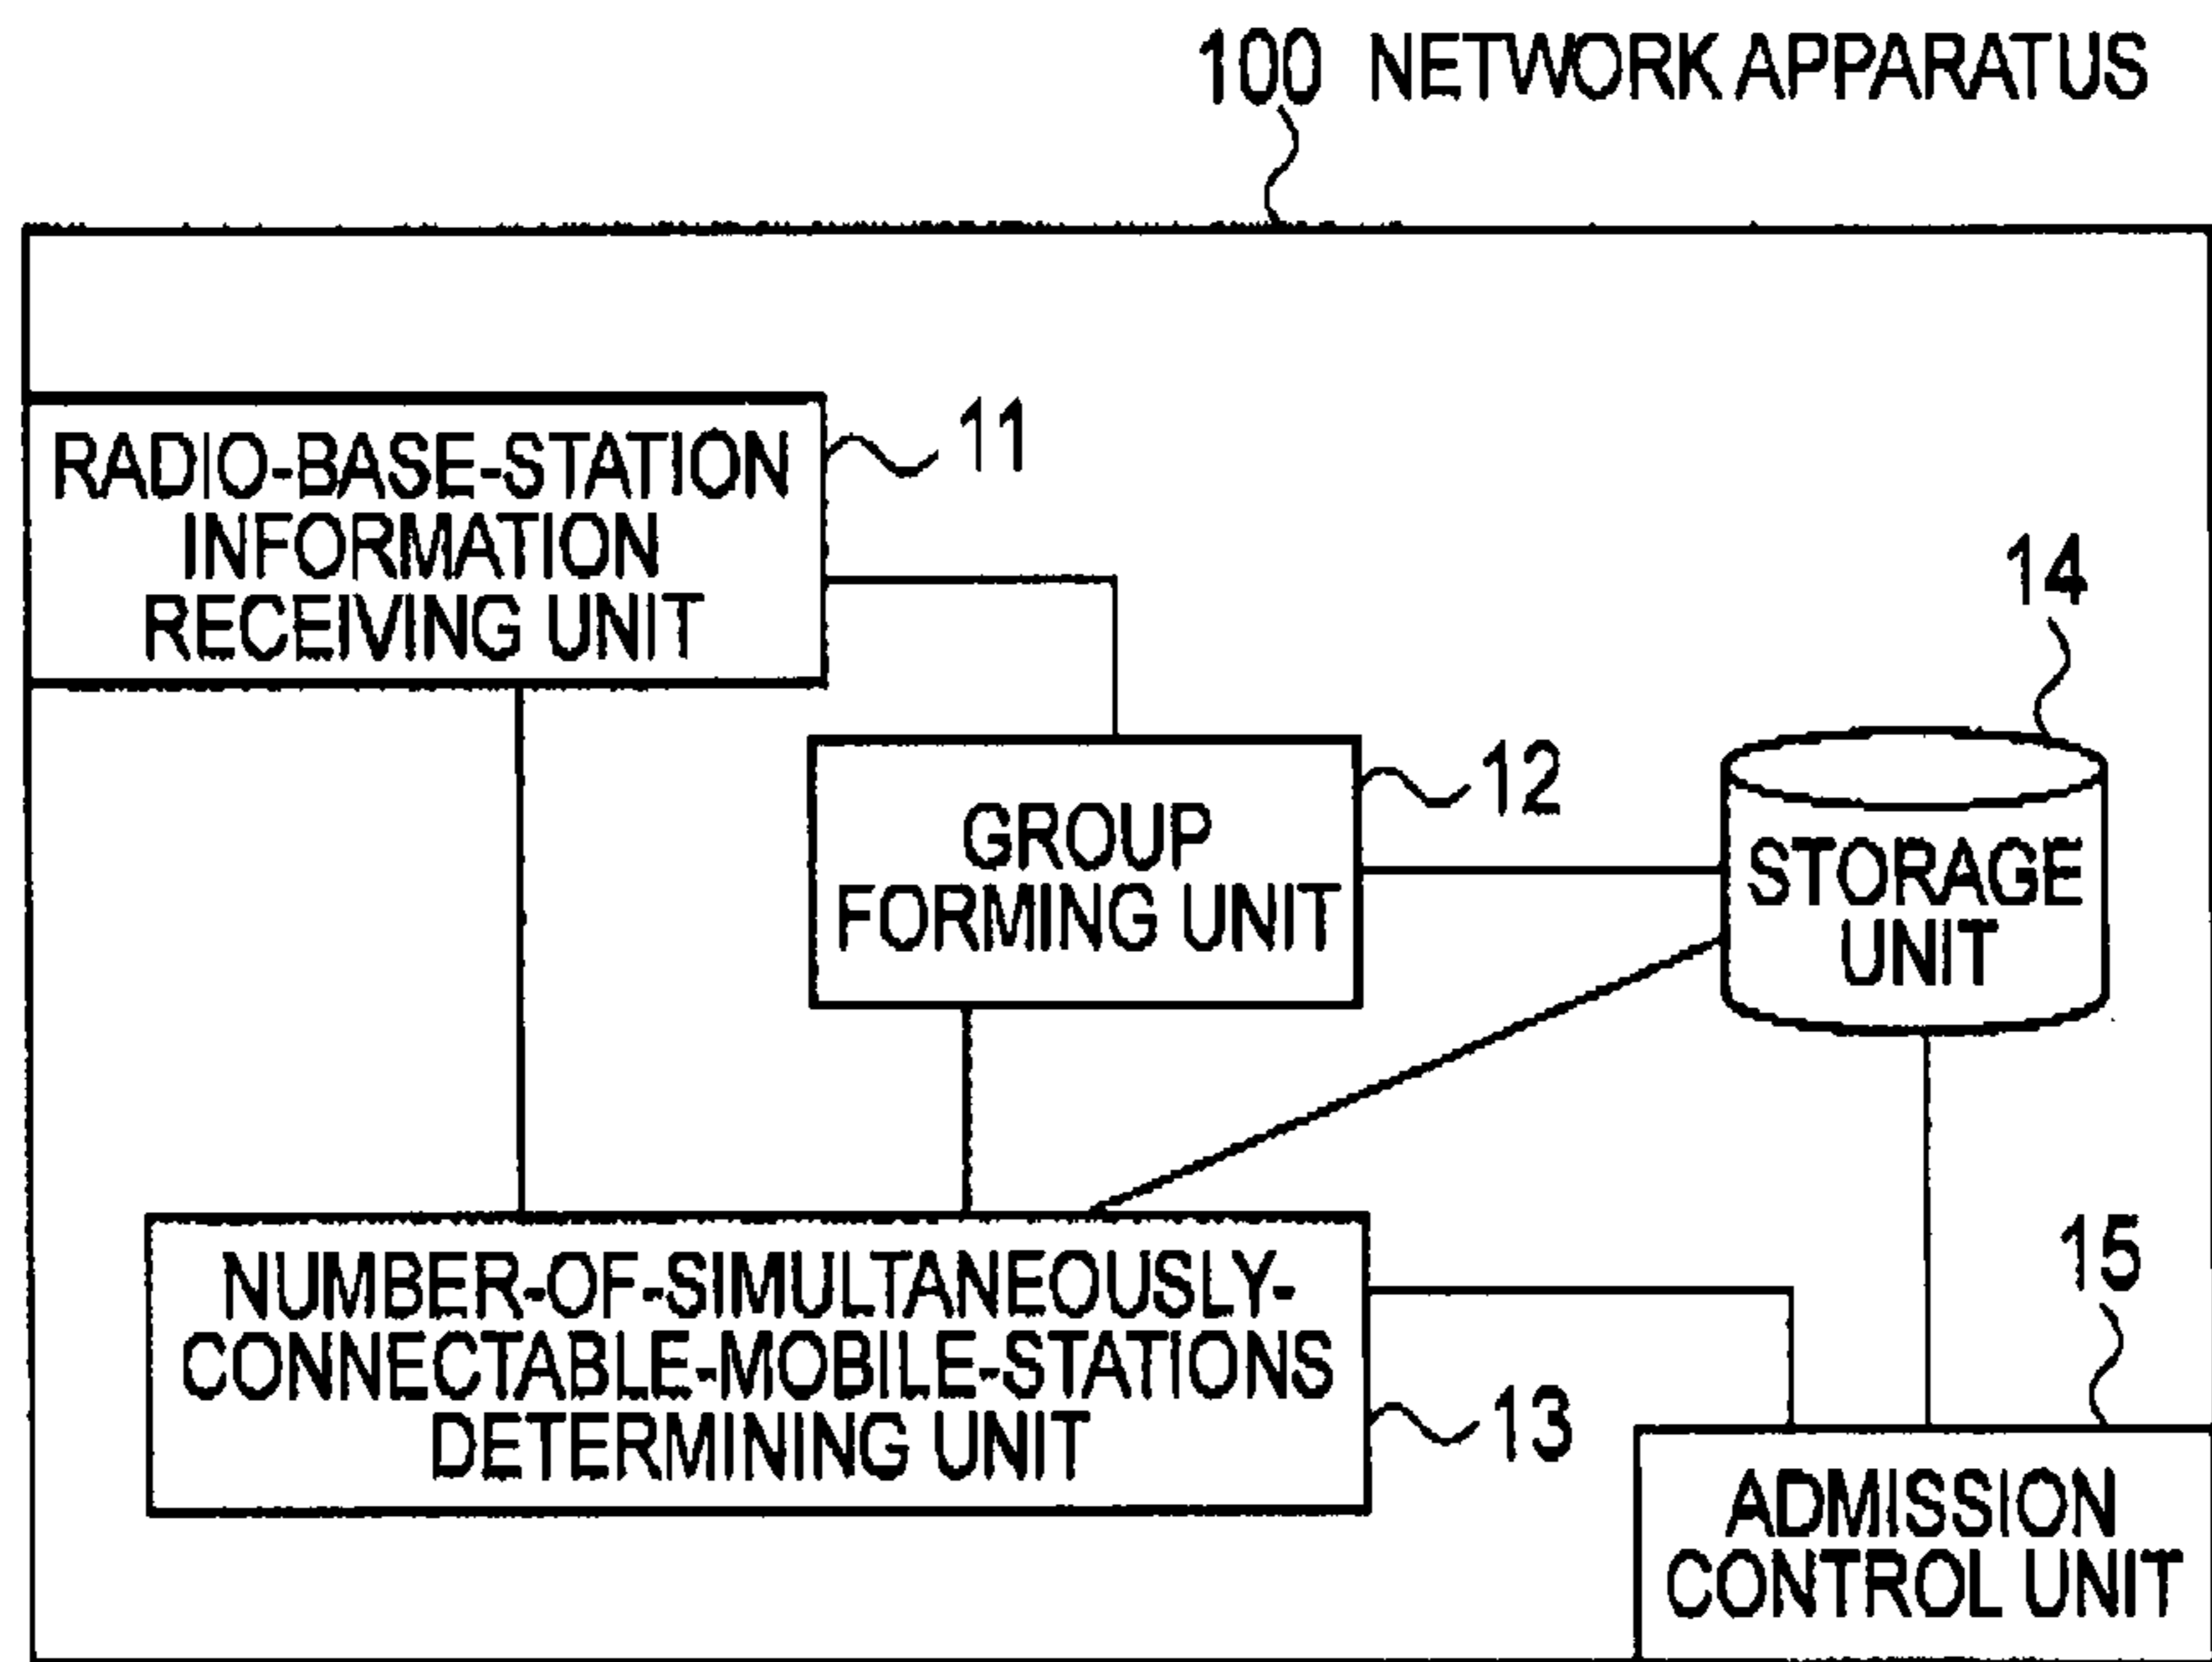 100 NETWORK APPARATUS
RADIO-BASE-STATION
INFORMATION
RECEIVING UNIT
11
14
GROUP
FORMING UNIT
12
STORAGE
UNIT
NUMBER-OF-SIMULTANEOUSLY-
CONNECTABLE-MOBILE-STATIONS
DETERMINING UNIT
13
15
ADMISSION
CONTROL UNIT